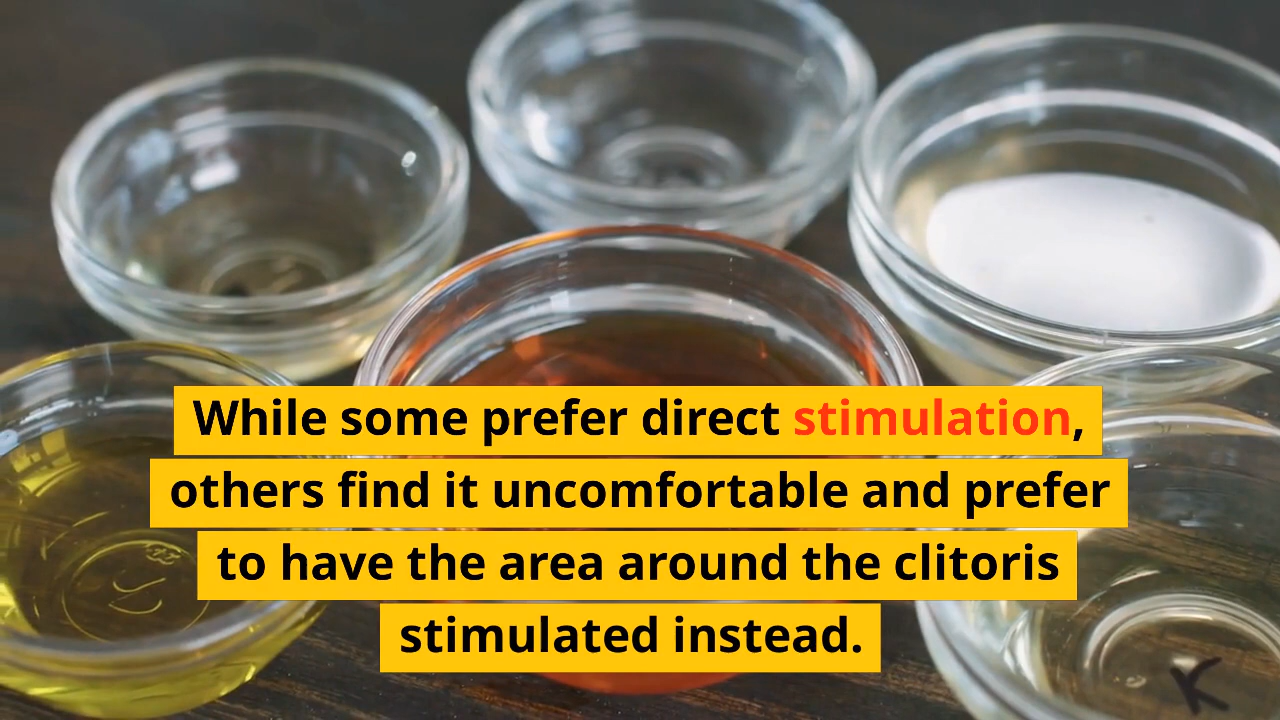 While some prefer direct stimulation,
others find it uncomfortable and prefer
to have the area around the clitoris
stimulated instead.
K